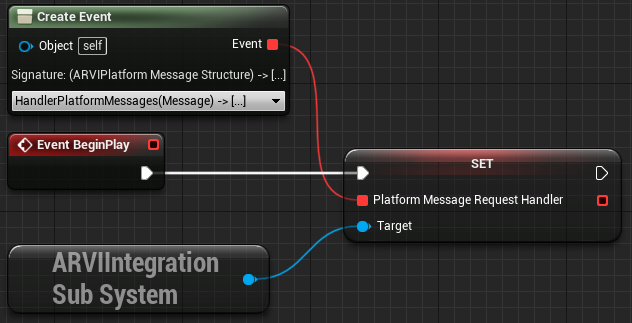 Create Event
Object self
Event
Signature: (ARVIPlatform Message Structure) -> [...]
HandlerPlatformMessages(Message) -> [...]
Event BeginPlay
SET
Platform Message Request Handler
Target
ARVIIntegration
Sub System